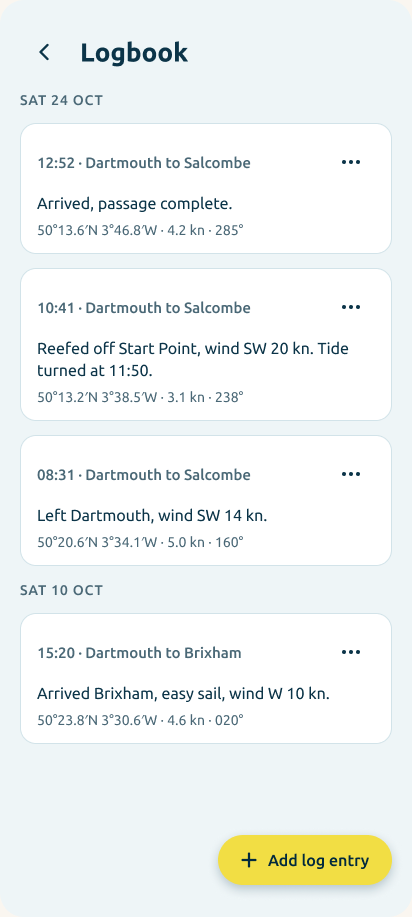 Logbook
SAT 24 OCT
12:52 · Dartmouth to Salcombe
Arrived, passage complete.
50°13.6′N 3°46.8′W · 4.2 kn · 285°
10:41 · Dartmouth to Salcombe
Reefed off Start Point, wind SW 20 kn. Tide
turned at 11:50.
50°13.2′N 3°38.5′W · 3.1 kn · 238°
08:31 · Dartmouth to Salcombe
Left Dartmouth, wind SW 14 kn.
50°20.6′N 3°34.1′W · 5.0 kn · 160°
SAT 10 OCT
15:20 · Dartmouth to Brixham
Arrived Brixham, easy sail, wind W 10 kn.
50°23.8′N 3°30.6′W · 4.6 kn · 020°
Add log entry